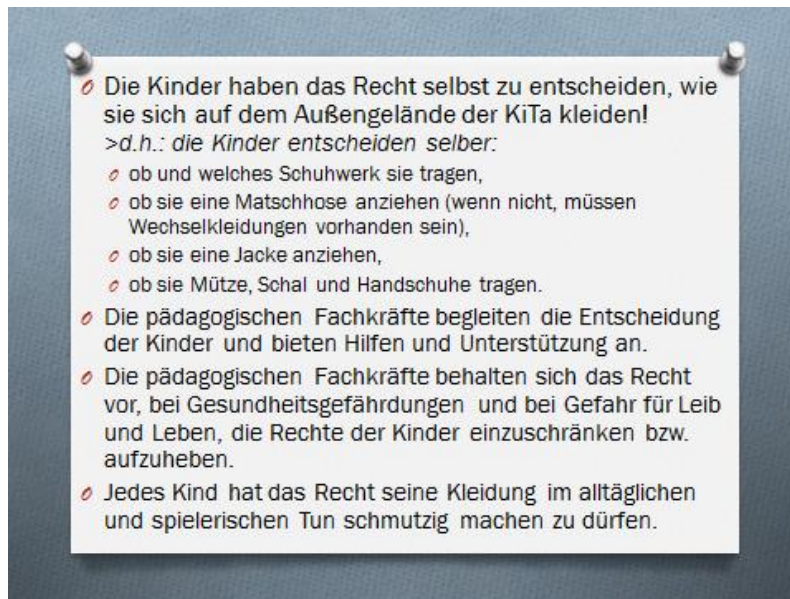 Die Kinder haben das Recht selbst zu entscheiden, wie
sie sich auf dem Außengelände der KiTa kleiden!
>d.h.: die Kinder entscheiden selber:
ob und welches Schuhwerk sie tragen,
ob sie eine Matschhose anziehen (wenn nicht, müssen
Wechselkleidungen vorhanden sein),
ob sie eine Jacke anziehen,
ob sie Mütze, Schal und Handschuhe tragen.
Die pädagogischen Fachkräfte begleiten die Entscheidung
der Kinder und bieten Hilfen und Unterstützung an.
Die pädagogischen Fachkräfte behalten sich das Recht
vor, bei Gesundheitsgefährdungen und bei Gefahr für Leib
und Leben, die Rechte der Kinder einzuschränken bzw.
aufzuheben.
Jedes Kind hat das Recht seine Kleidung im alltäglichen
und spielerischen Tun schmutzig machen zu dürfen.